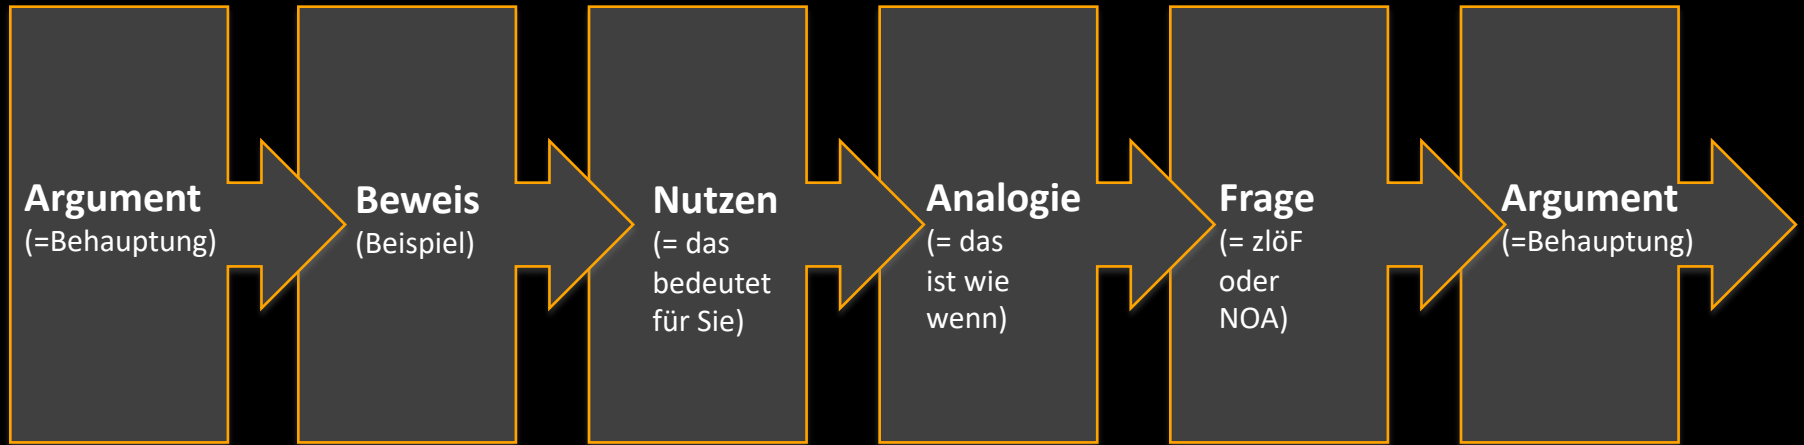 Argument
(=Behauptung)
Beweis
(Beispiel)
Nutzen
(= das
bedeutet
für Sie)
Analogie
(= das
ist wie
wenn)
Frage
(= zlöF
oder
NOA)
Argument
(=Behauptung)